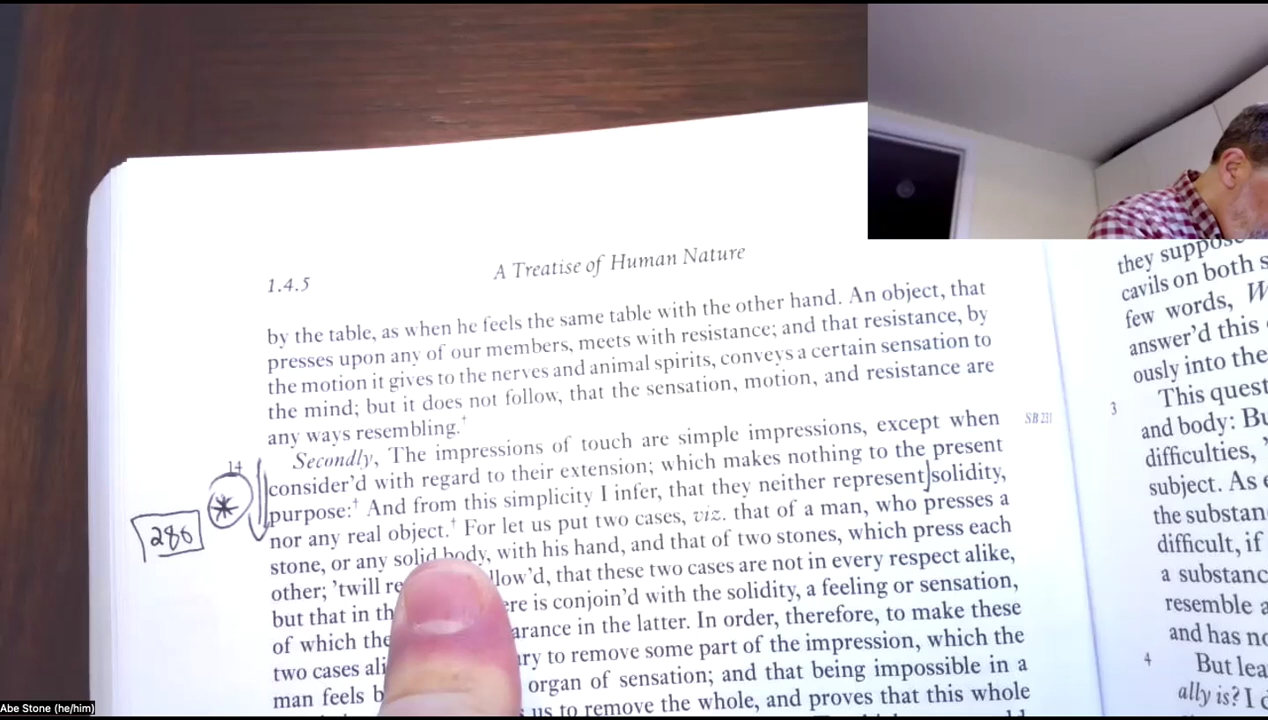 1.4.5
A Treatise of Human Nature
by the table, as when he feels the same table with the other hand. An object, that
presses upon any of our members, meets with resistance; and that resistance, by
the motion it gives to the nerves and animal spirits, conveys a certain sensation to
the mind; but it does not follow, that the sensation, motion, and resistance are
any ways resembling.†
14
Secondly, The impressions of touch are simple impressions, except when
SB 231
consider'd with regard to their extension; which makes nothing to the present
purpose:† And from this simplicity I infer, that they neither represent solidity,
nor any real object.† For let us put two cases, viz. that of a man, who presses a
stone, or any solid body, with his hand, and that of two stones, which press each
other; 'twill re llow'd, that these two cases are not in every respect alike,
but that in th ere is conjoin'd with the solidity, a feeling or sensation,
of which the arance in the latter. In order, therefore, to make these
two cases ali ry to remove some part of the impression, which the
man feels b organ of sensation; and that being impossible in a
us to remove the whole, and proves that this whole
286
they suppose
cavils on both s
few words, W
answer'd this
ously into the
3
This quest
and body: Bu
difficulties, '
subject. As e
the substan
difficult, if
a substanc
resemble a
and has no
4
But lea
ally is? I d
Abe Stone (he/him)